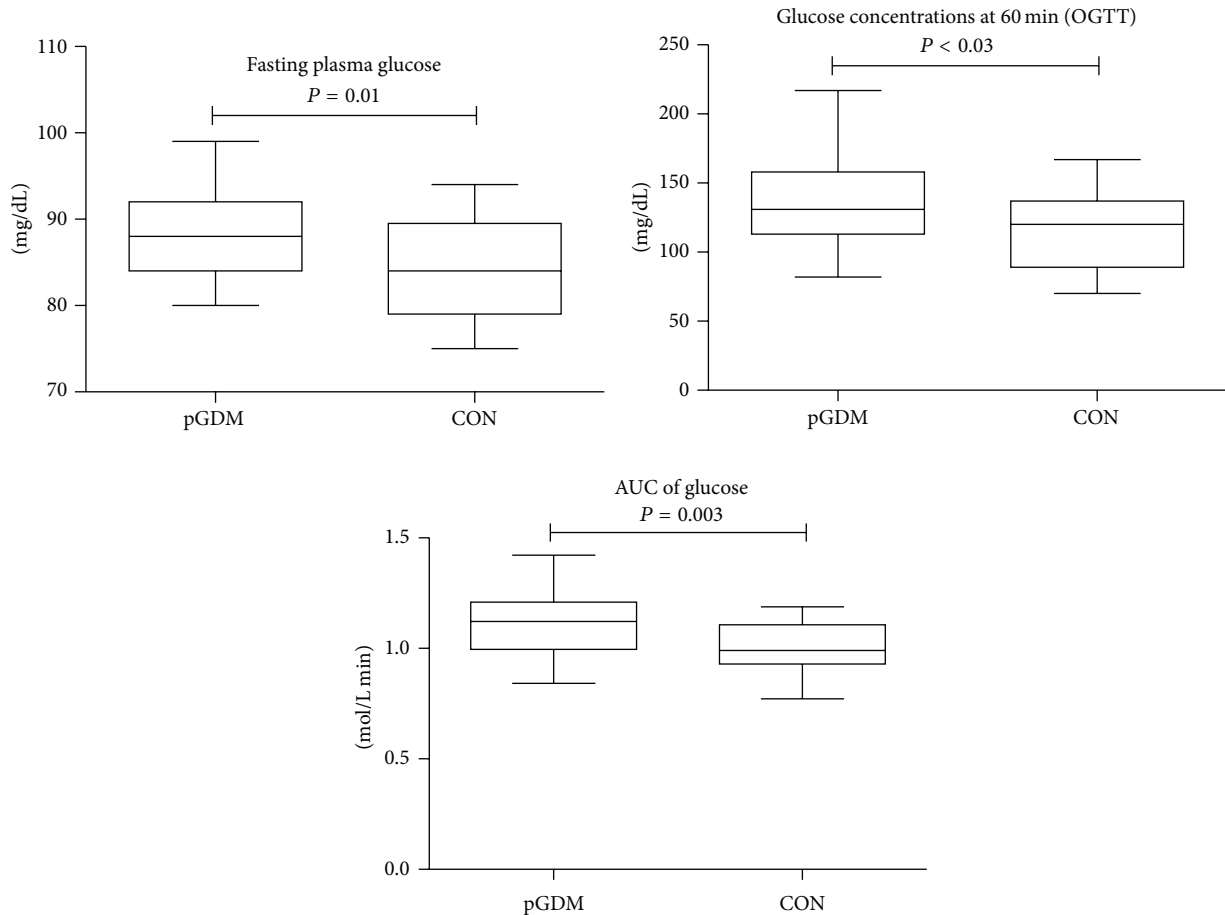 Fasting plasma glucose
P = 0.01
(mg/dL)
110
100
90
80
70
pGDM
CON
Glucose concentrations at 60 min (OGTT)
P < 0.03
(mg/dL)
250
200
150
100
50
0
pGDM
CON
AUC of glucose
P = 0.003
(mol/L min)
1.5
1.0
0.5
0.0
pGDM
CON